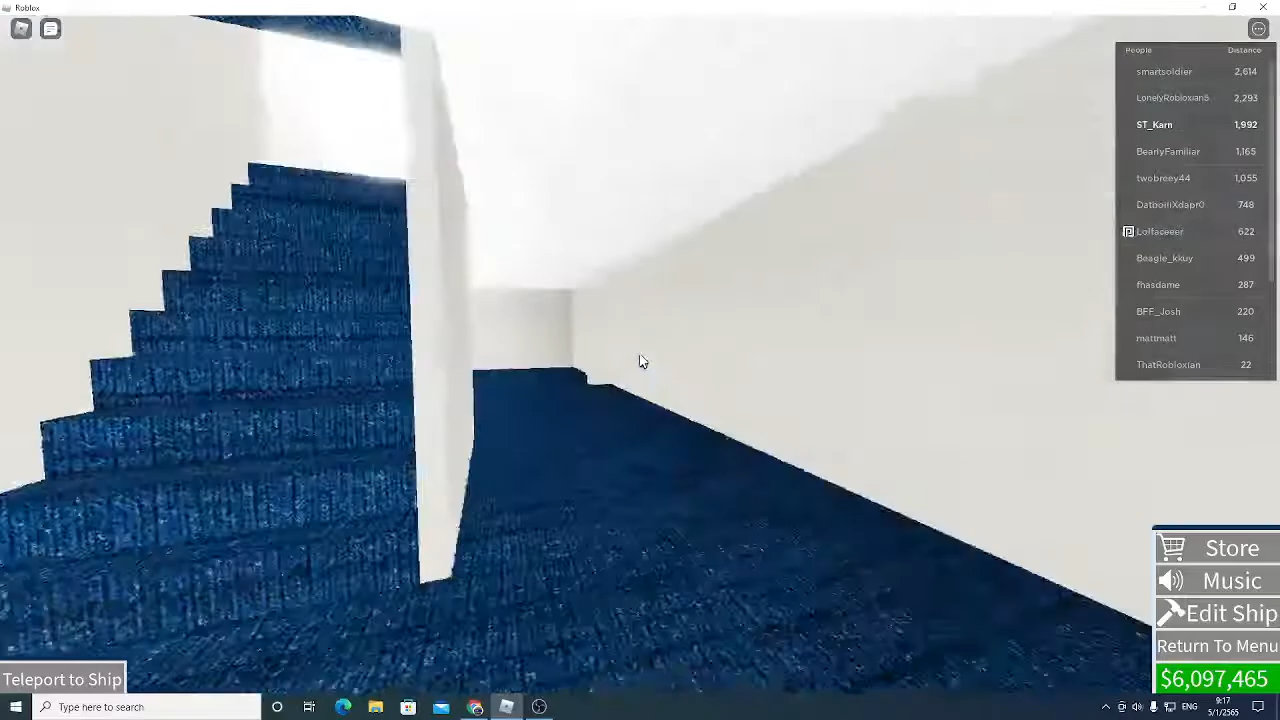 Roblox
People Distance
smartsoldier 2,614
LonelyRobloxian5 2,293
ST_Karn 1,992
BearlyFamiliar 1,165
twobreey44 1,055
DatboiiiXdapr0 748
Lolfaceeer 622
Beagle_kkuy 499
fhasdame 287
BFF_Josh 220
mattmatt 146
ThatRobloxian 22
Store
Music
Edit Ship
Return To Menu
$6,097,465
Teleport to Ship
Type here to search
ENG
9:17
5/1/2565